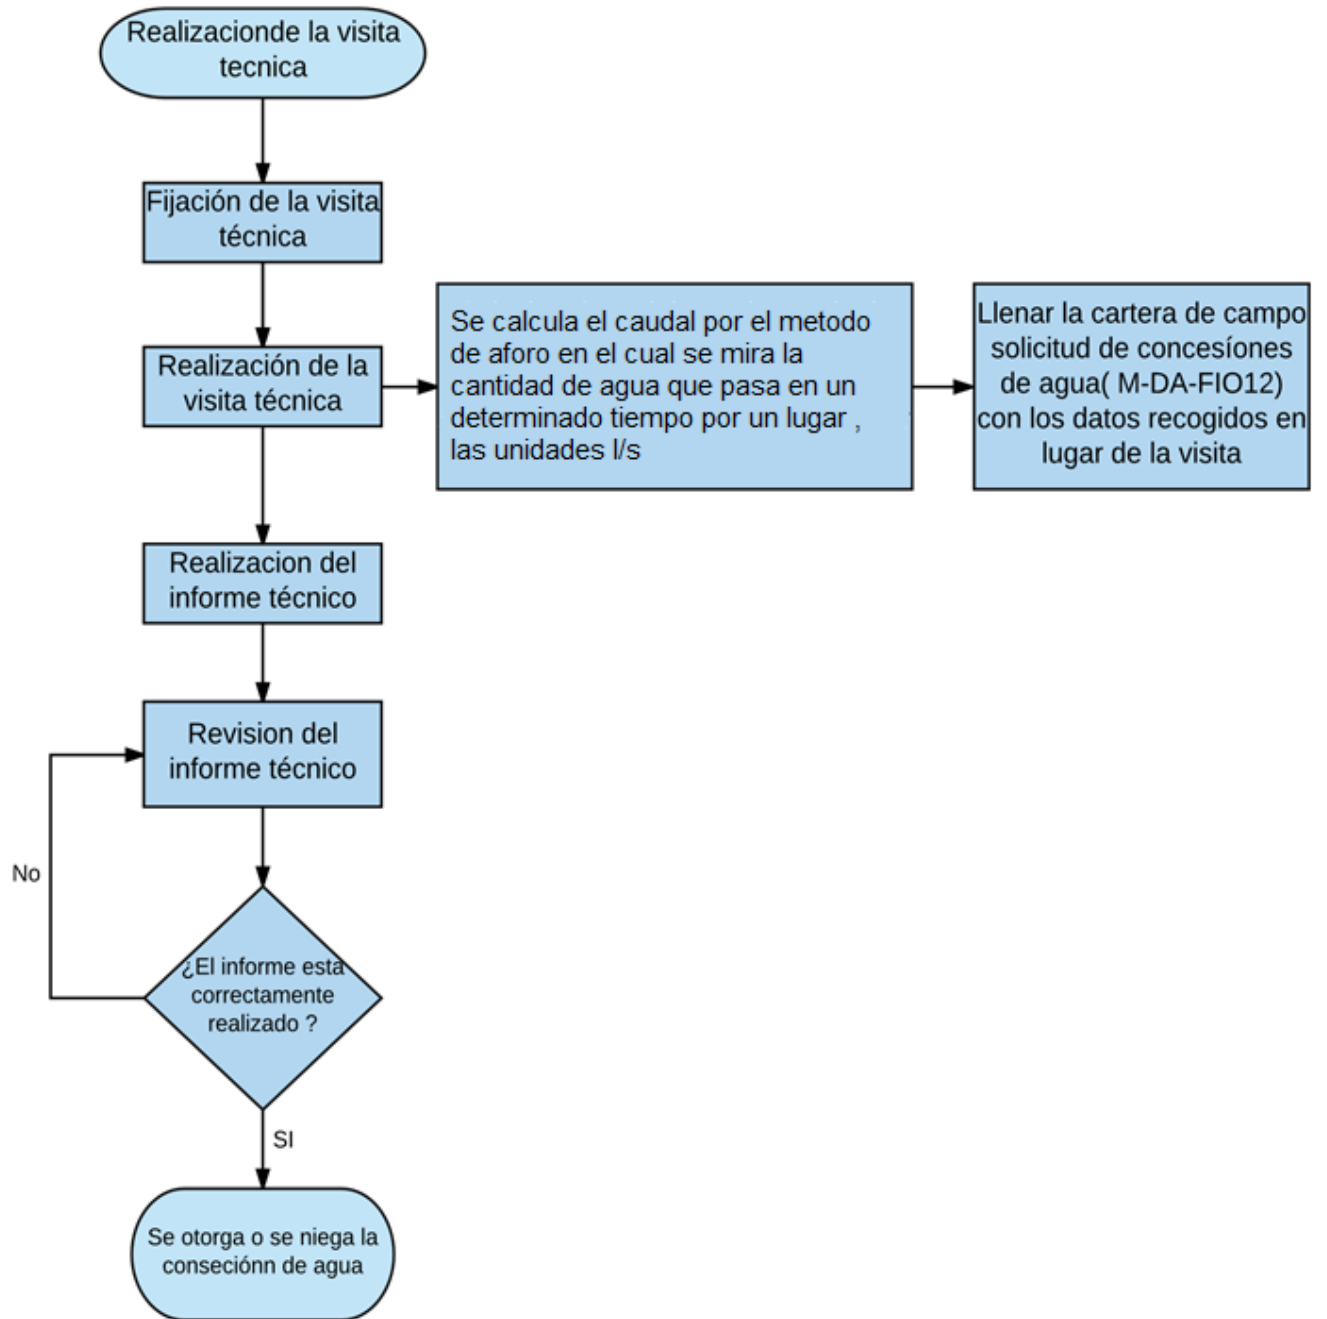 Realizacionde la visita
tecnica
Fijación de la visita
técnica
Realización de la
visita técnica
Se calcula el caudal por el metodo
de aforo en el cual se mira la
cantidad de agua que pasa en un
determinado tiempo por un lugar ,
las unidades l/s
Llenar la cartera de campo
solicitud de concesíones
de agua( M-DA-FIO12)
con los datos recogidos en
lugar de la visita
Realizacion del
informe técnico
Revision del
informe técnico
No
¿El informe esta
correctamente
realizado ?
SI
Se otorga o se niega la
conseciónn de agua